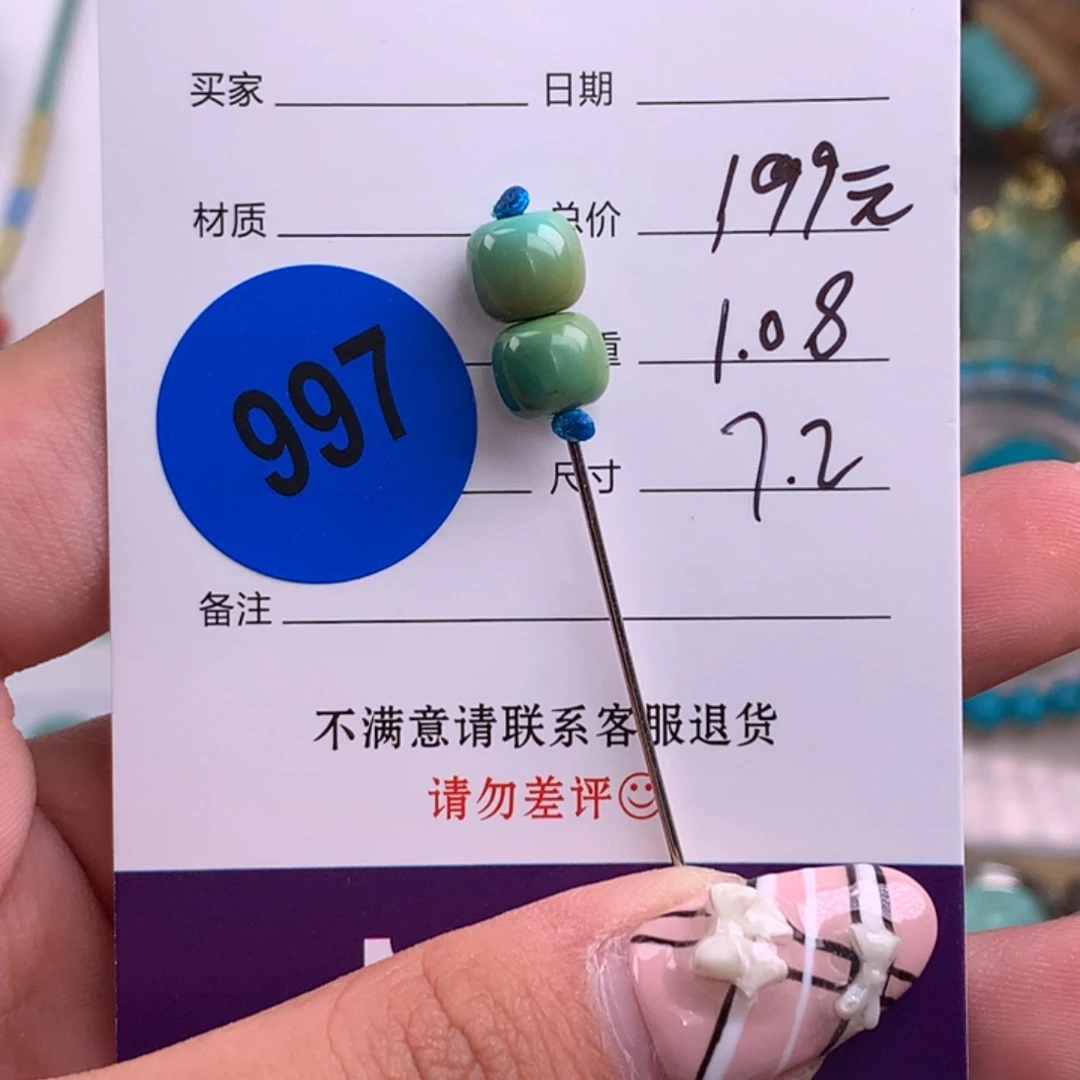 买家 日期
材质 总价 199元
重 1.08
997
尺寸 7.2
备注
不满意请联系客服退货
请勿差评